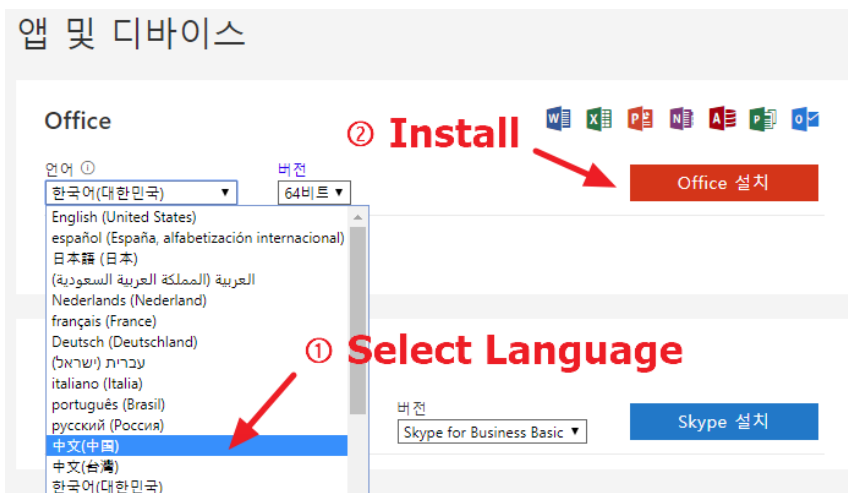 앱 및 디바이스
Office
② Install
언어 ⓘ
버전
한국어(대한민국) ▼
64비트 ▼
Office 설치
English (United States)
español (España, alfabetización internacional)
日本語 (日本)
العربية (المملكة العربية السعودية)
Nederlands (Nederland)
français (France)
Deutsch (Deutschland)
עברית (ישראל)
italiano (Italia)
português (Brasil)
русский (Россия)
中文(中国)
中文(台灣)
한국어(대한민국)
① Select Language
버전
Skype for Business Basic ▼
Skype 설치